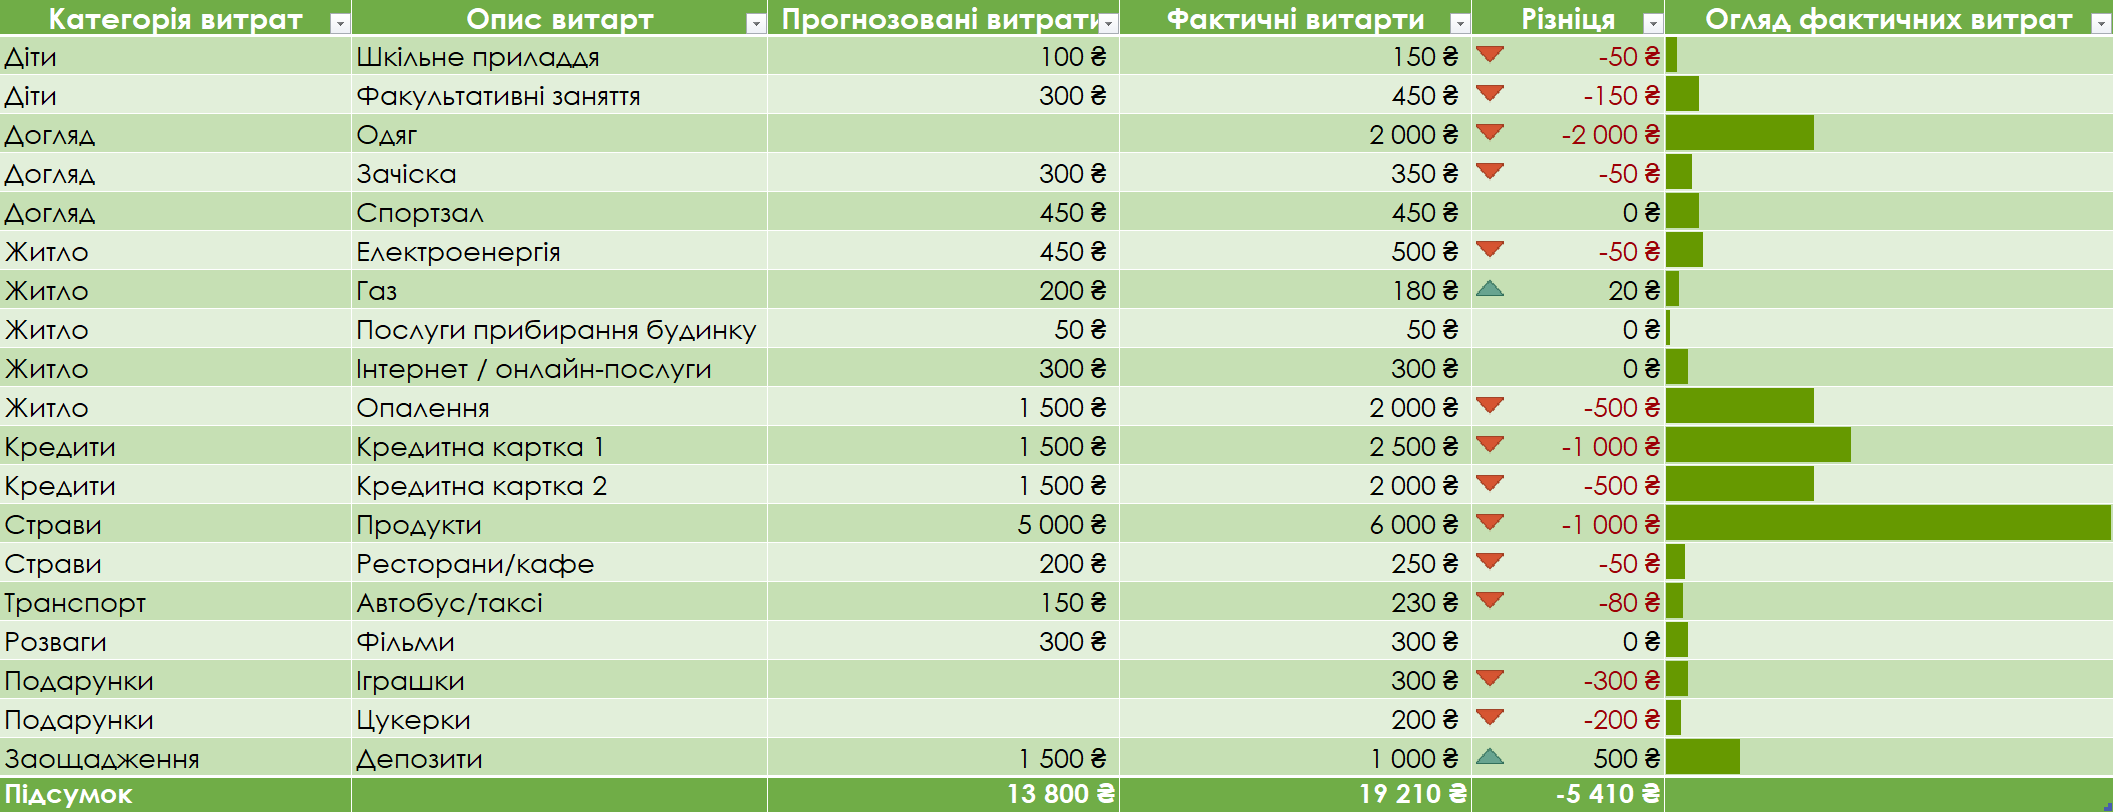 Категорія витрат Опис витарт Прогнозовані витрати Фактичні витарти Різніця Огляд фактичних витрат
Діти Шкільне приладдя 100 ₴ 150 ₴ -50 ₴
Діти Факультативні заняття 300 ₴ 450 ₴ -150 ₴
Догляд Одяг 2 000 ₴ -2 000 ₴
Догляд Зачіска 300 ₴ 350 ₴ -50 ₴
Догляд Спортзал 450 ₴ 450 ₴ 0 ₴
Житло Електроенергія 450 ₴ 500 ₴ -50 ₴
Житло Газ 200 ₴ 180 ₴ 20 ₴
Житло Послуги прибирання будинку 50 ₴ 50 ₴ 0 ₴
Житло Інтернет / онлайн-послуги 300 ₴ 300 ₴ 0 ₴
Житло Опалення 1 500 ₴ 2 000 ₴ -500 ₴
Кредити Кредитна картка 1 1 500 ₴ 2 500 ₴ -1 000 ₴
Кредити Кредитна картка 2 1 500 ₴ 2 000 ₴ -500 ₴
Страви Продукти 5 000 ₴ 6 000 ₴ -1 000 ₴
Страви Ресторани/кафе 200 ₴ 250 ₴ -50 ₴
Транспорт Автобус/таксі 150 ₴ 230 ₴ -80 ₴
Розваги Фільми 300 ₴ 300 ₴ 0 ₴
Подарунки Іграшки 300 ₴ -300 ₴
Подарунки Цукерки 200 ₴ -200 ₴
Заощадження Депозити 1 500 ₴ 1 000 ₴ 500 ₴
Підсумок 13 800 ₴ 19 210 ₴ -5 410 ₴